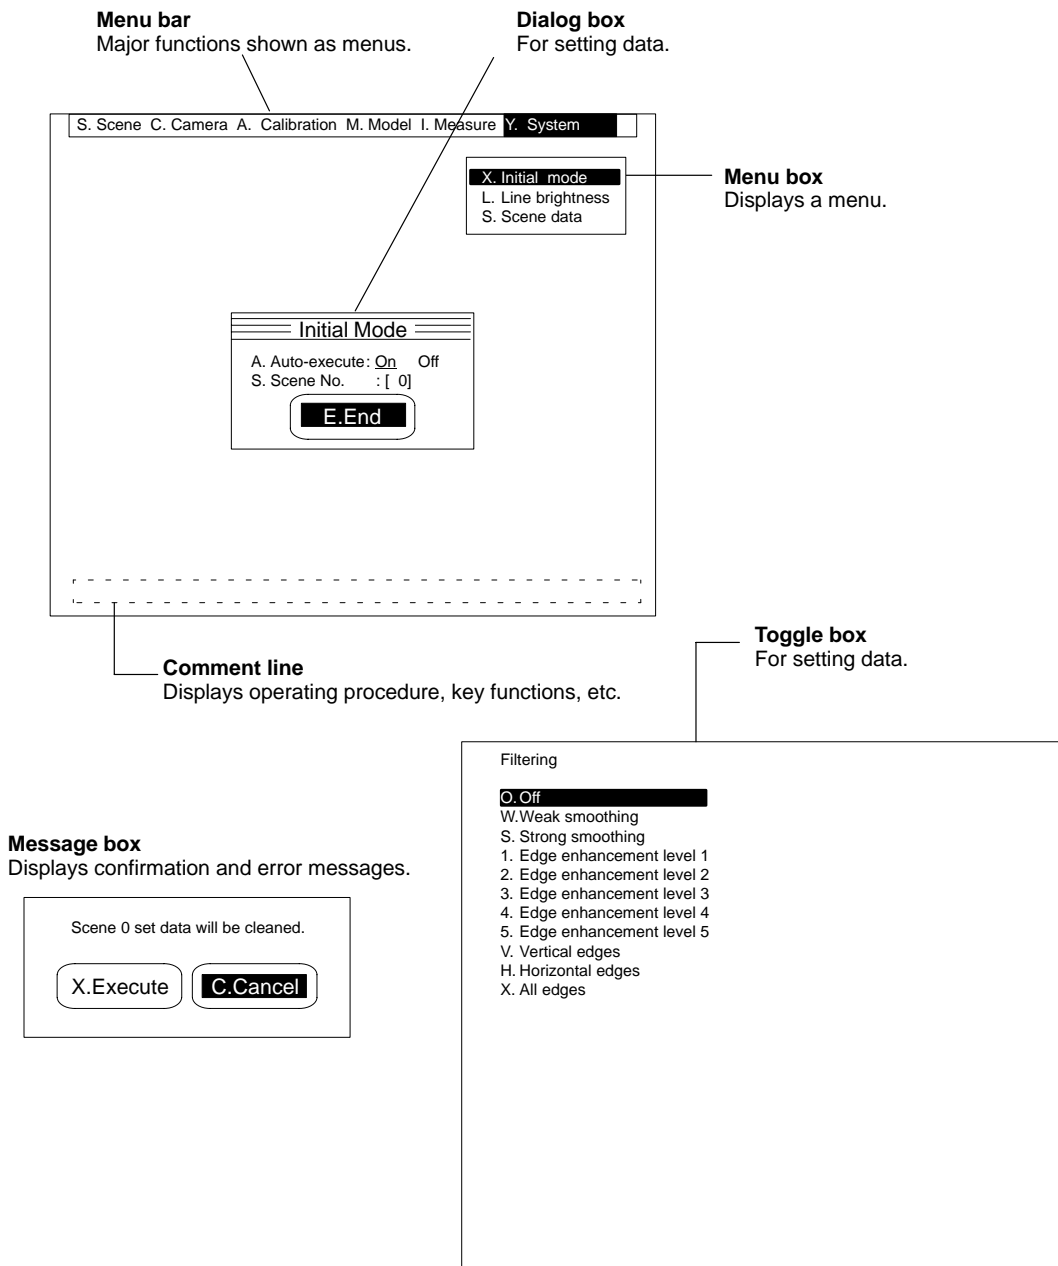 Menu bar
Major functions shown as menus.
Dialog box
For setting data.
S. Scene C. Camera A. Calibration M. Model I. Measure Y. System
X. Initial mode
L. Line brightness
S. Scene data
Menu box
Displays a menu.
Initial Mode
A. Auto-execute: On Off
S. Scene No. : [ 0]
E.End
Comment line
Displays operating procedure, key functions, etc.
Toggle box
For setting data.
Filtering
O. Off
W.Weak smoothing
S. Strong smoothing
1. Edge enhancement level 1
2. Edge enhancement level 2
3. Edge enhancement level 3
4. Edge enhancement level 4
5. Edge enhancement level 5
V. Vertical edges
H. Horizontal edges
X. All edges
Message box
Displays confirmation and error messages.
Scene 0 set data will be cleaned.
X.Execute C.Cancel